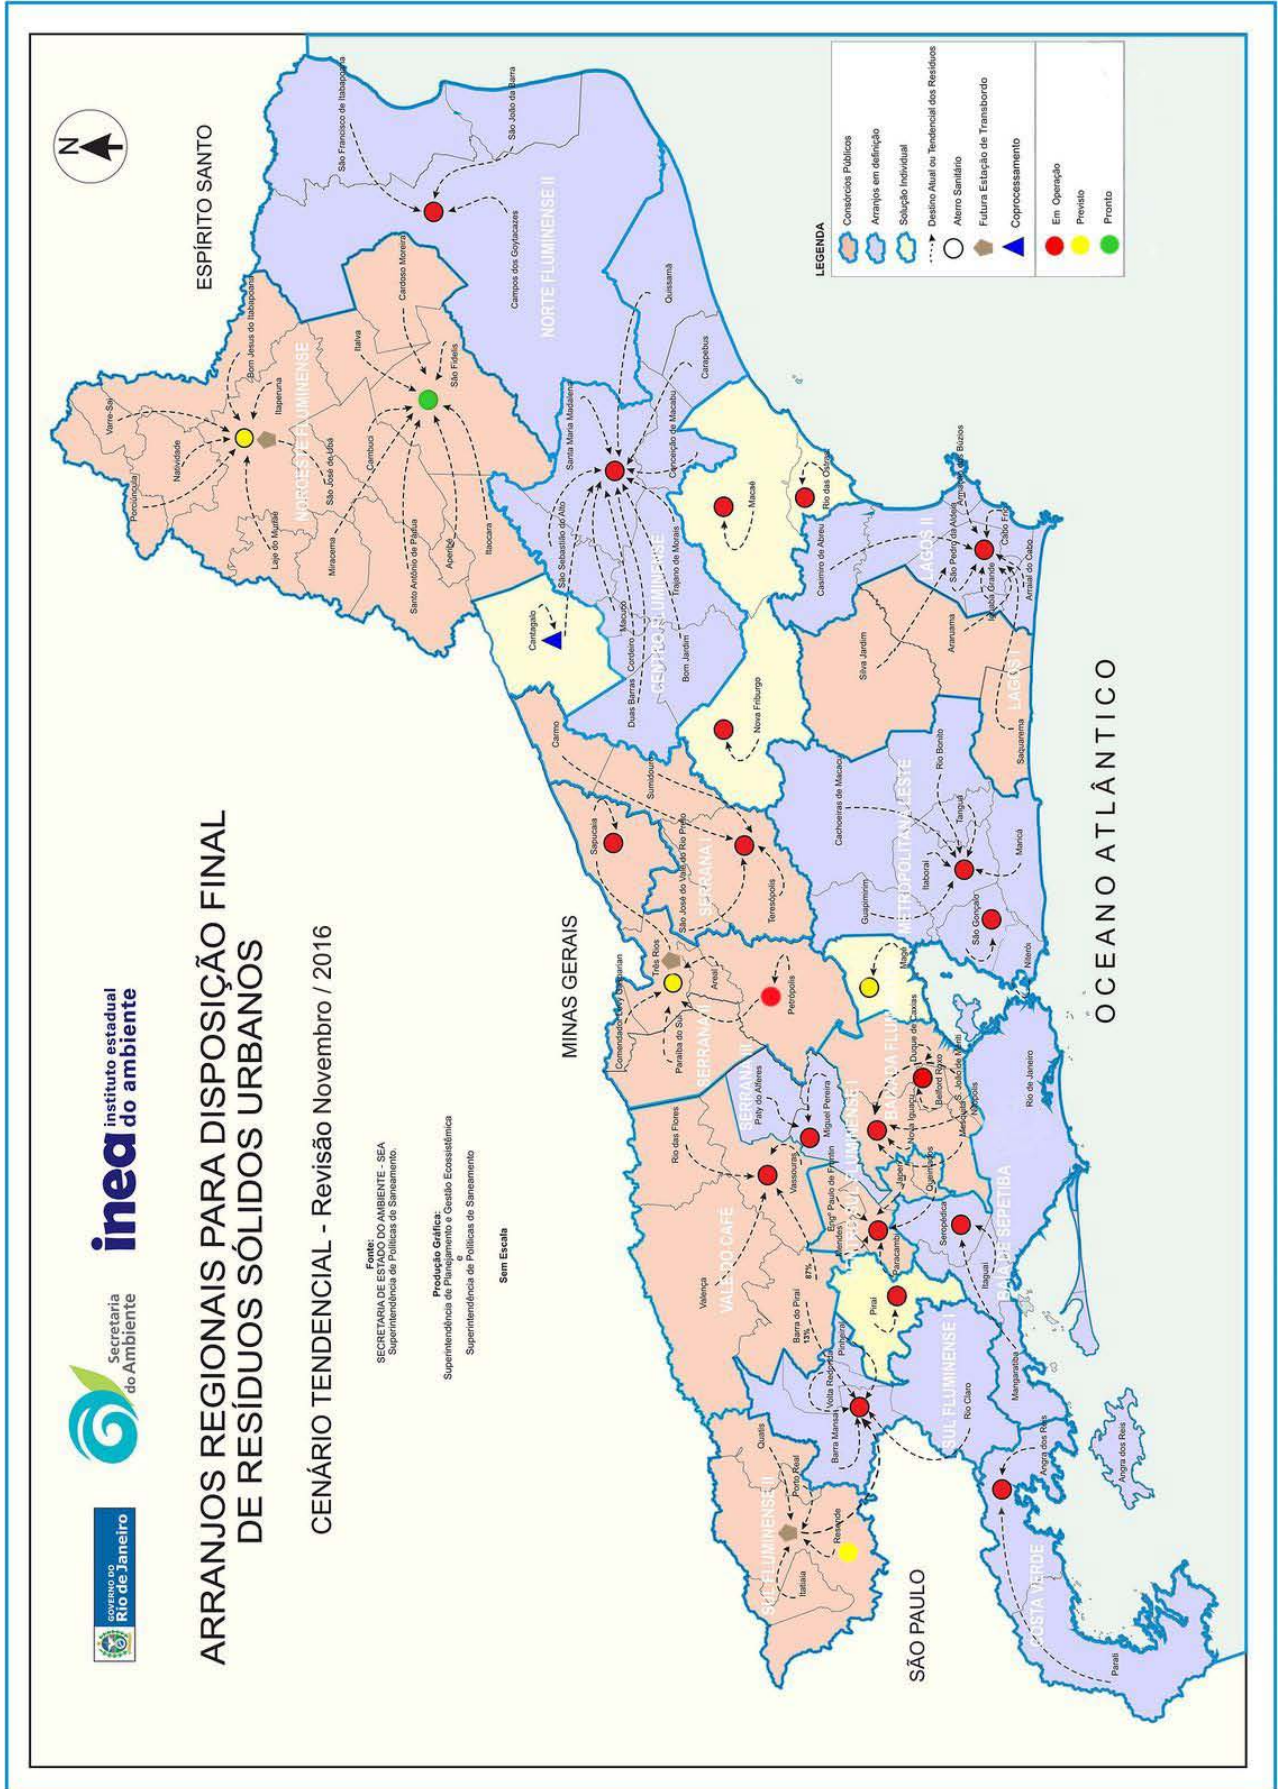 GOVERNO DO
Rio de Janeiro
Secretaria
do Ambiente
inea instituto estadual
do ambiente
ARRANJOS REGIONAIS PARA DISPOSIÇÃO FINAL
DE RESÍDUOS SÓLIDOS URBANOS
CENÁRIO TENDENCIAL - Revisão Novembro / 2016
Fonte:
SECRETARIA DE ESTADO DO AMBIENTE - SEA
Superintendência de Políticas de Saneamento.
Produção Gráfica:
Superintendência de Planejamento e Gestão Ecossistêmica
e
Superintendência de Políticas de Saneamento
Sem Escala
N
ESPÍRITO SANTO
MINAS GERAIS
SÃO PAULO
OCEANO ATLÂNTICO
NOROESTE FLUMINENSE
Varre-Sai
Porciúncula
Natividade
Bom Jesus do Itabapoana
Itaperuna
Laje do Muriaé
São José de Ubá
Miracema
Cambuci
Italva
Cardoso Moreira
Santo Antônio de Pádua
Aperibé
São Fidelis
Itaocara
NORTE FLUMINENSE II
São Francisco de Itabapoana
São João da Barra
Campos dos Goytacazes
CENTRO FLUMINENSE
Santa Maria Madalena
São Sebastião do Alto
Conceição de Macabu
Trajano de Morais
Quissamã
Carapebus
Macuco
Cordeiro
Duas Barras
Bom Jardim
Cantagalo
Macaé
Rio das Ostras
Nova Friburgo
LAGOS II
Casimiro de Abreu
São Pedro da Aldeia
Armação dos Búzios
Cabo Frio
Iguaba Grande
Arraial do Cabo
LAGOS I
Silva Jardim
Araruama
Saquarema
SERRANA I
Carmo
Sumidouro
Sapucaia
São José do Vale do Rio Preto
Teresópolis
SERRANA II
Comendador Levy Gasparian
Três Rios
Areal
Paraíba do Sul
Petrópolis
METROPOLITANA LESTE
Cachoeiras de Macacu
Rio Bonito
Tanguá
Itaboraí
Maricá
Guapimirim
São Gonçalo
Niterói
Magé
BAIXADA FLUM
Duque de Caxias
Belford Roxo
S. João de Meriti
Nova Iguaçu
Mesquita
Nilópolis
Japeri
Queimados
Rio de Janeiro
SERRANA II
Paty do Alferes
Miguel Pereira
CENTRO SUL FLUMINENSE I
Engº Paulo de Frontin
Mendes
Paracambi
VALE DO CAFÉ
Rio das Flores
Vassouras
Valença
Barra do Piraí
13%
87%
BAÍA DE SEPETIBA
Seropédica
Itaguaí
Mangaratiba
Piraí
SUL FLUMINENSE I
Pinheiral
Volta Redonda
Barra Mansa
Rio Claro
SUL FLUMINENSE II
Quatis
Porto Real
Resende
Itatiaia
COSTA VERDE
Angra dos Reis
Angra dos Reis
Parati
LEGENDA
Consórcios Públicos
Arranjos em definição
Solução Individual
Destino Atual ou Tendencial dos Resíduos
Aterro Sanitário
Futura Estação de Transbordo
Coprocessamento
Em Operação
Previsto
Pronto